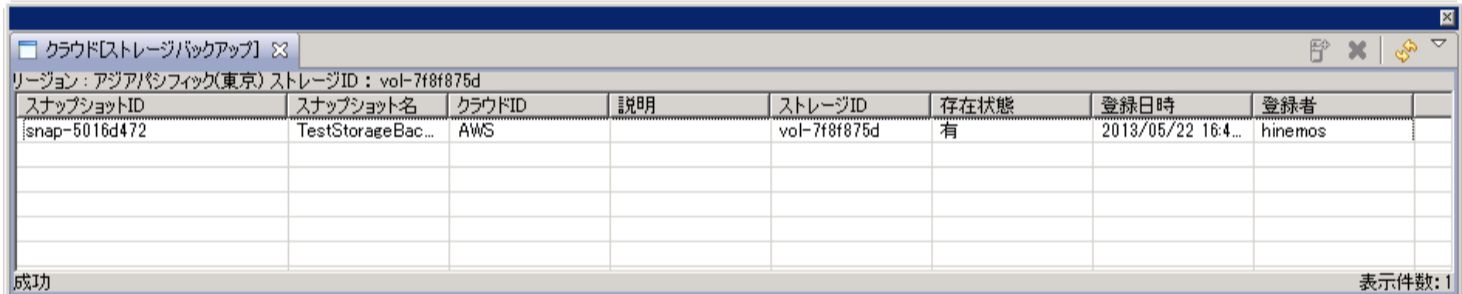 クラウド[ストレージバックアップ]
リージョン : アジアパシフィック(東京) ストレージID : vol-7f8f875d
スナップショットID スナップショット名 クラウドID 説明 ストレージID 存在状態 登録日時 登録者
snap-5016d472 TestStorageBac... AWS vol-7f8f875d 有 2013/05/22 16:4... hinemos
成功 表示件数: 1